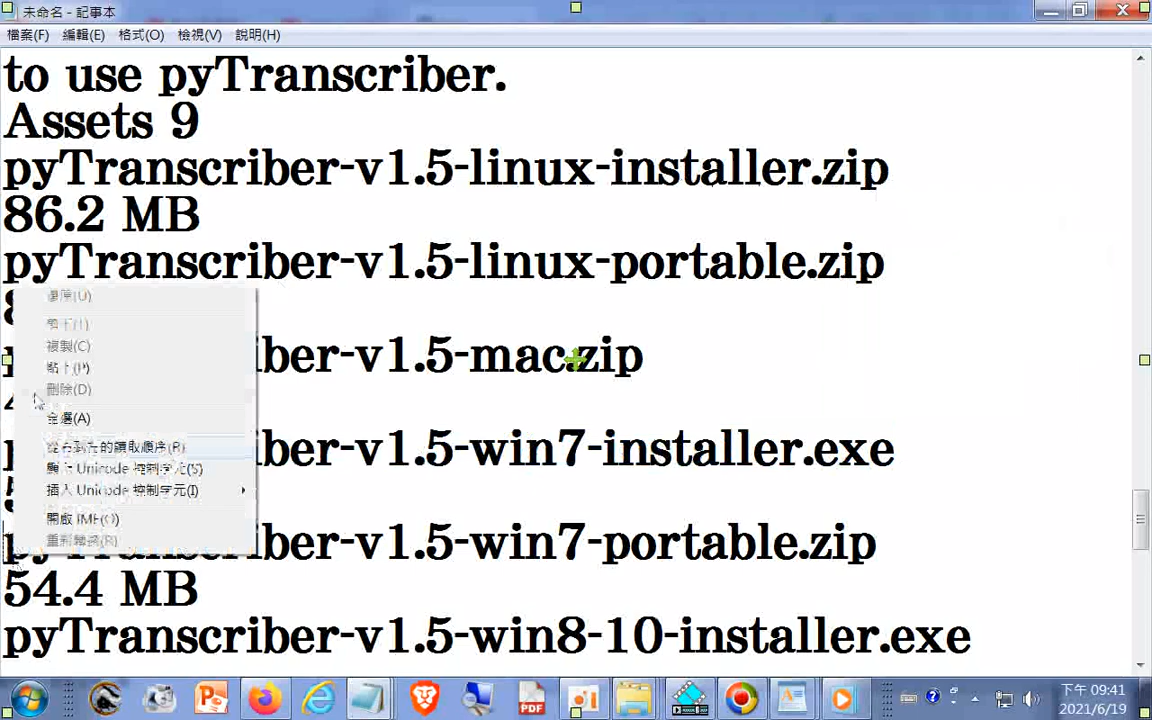 未命名 - 記事本
檔案(F) 編輯(E) 格式(O) 檢視(V) 說明(H)
to use pyTranscriber.
Assets 9
pyTranscriber-v1.5-linux-installer.zip
86.2 MB
pyTranscriber-v1.5-linux-portable.zip
復原(U)
剪下(T)
複製(C)
iber-v1.5-mac.zip
貼上(P)
刪除(D)
全選(A)
從右到左的讀取順序(R)
iber-v1.5-win7-installer.exe
顯示 Unicode 控制字元(S)
插入 Unicode 控制字元(I)
開啟 IME(O)
重新轉換(R)
iber-v1.5-win7-portable.zip
54.4 MB
pyTranscriber-v1.5-win8-10-installer.exe
下午 09:41
2021/6/19